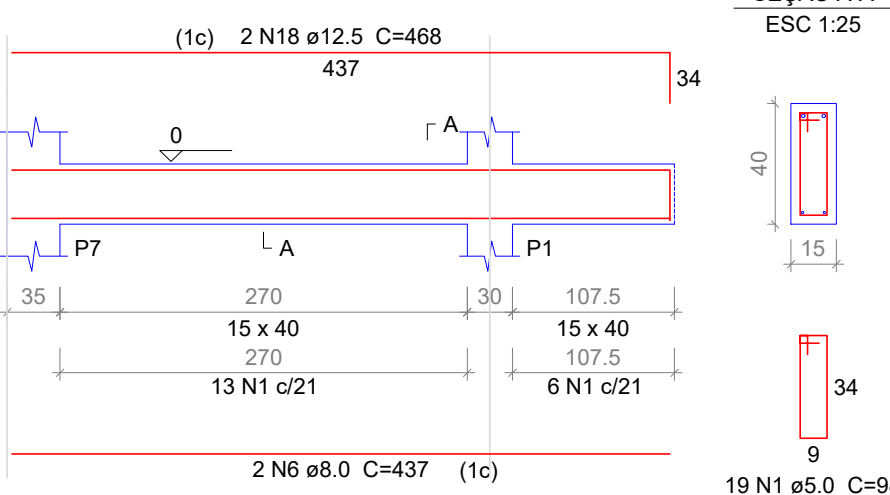 ESC 1:25
(1c) 2 N18 ø12.5 C=468
437
34
A
0
40
P7
A
P1
15
35 270 30 107.5
15 x 40 15 x 40
270 107.5
13 N1 c/21 6 N1 c/21
34
9
2 N6 ø8.0 C=437 (1c)
19 N1 ø5.0